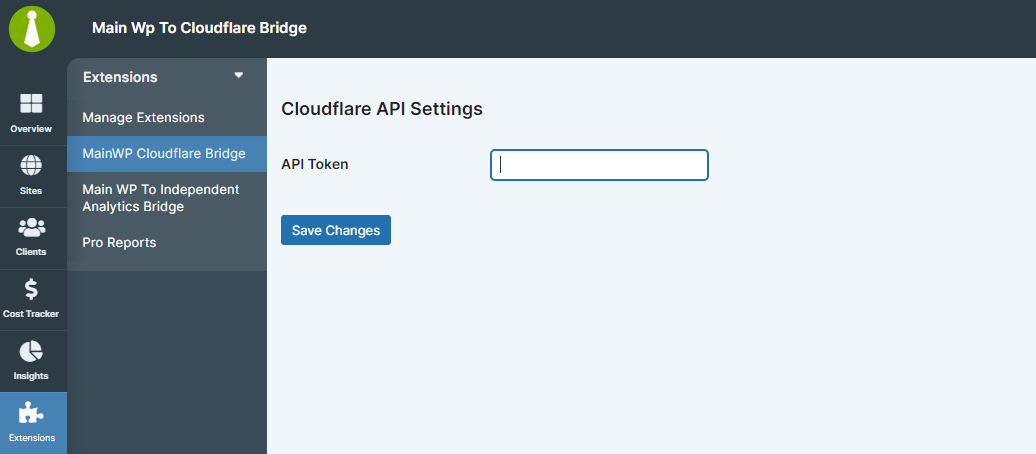 Main Wp To Cloudflare Bridge
Overview
Sites
Clients
Cost Tracker
Insights
Extensions
Extensions
Manage Extensions
MainWP Cloudflare Bridge
Main WP To Independent
Analytics Bridge
Pro Reports
Cloudflare API Settings
API Token
Save Changes